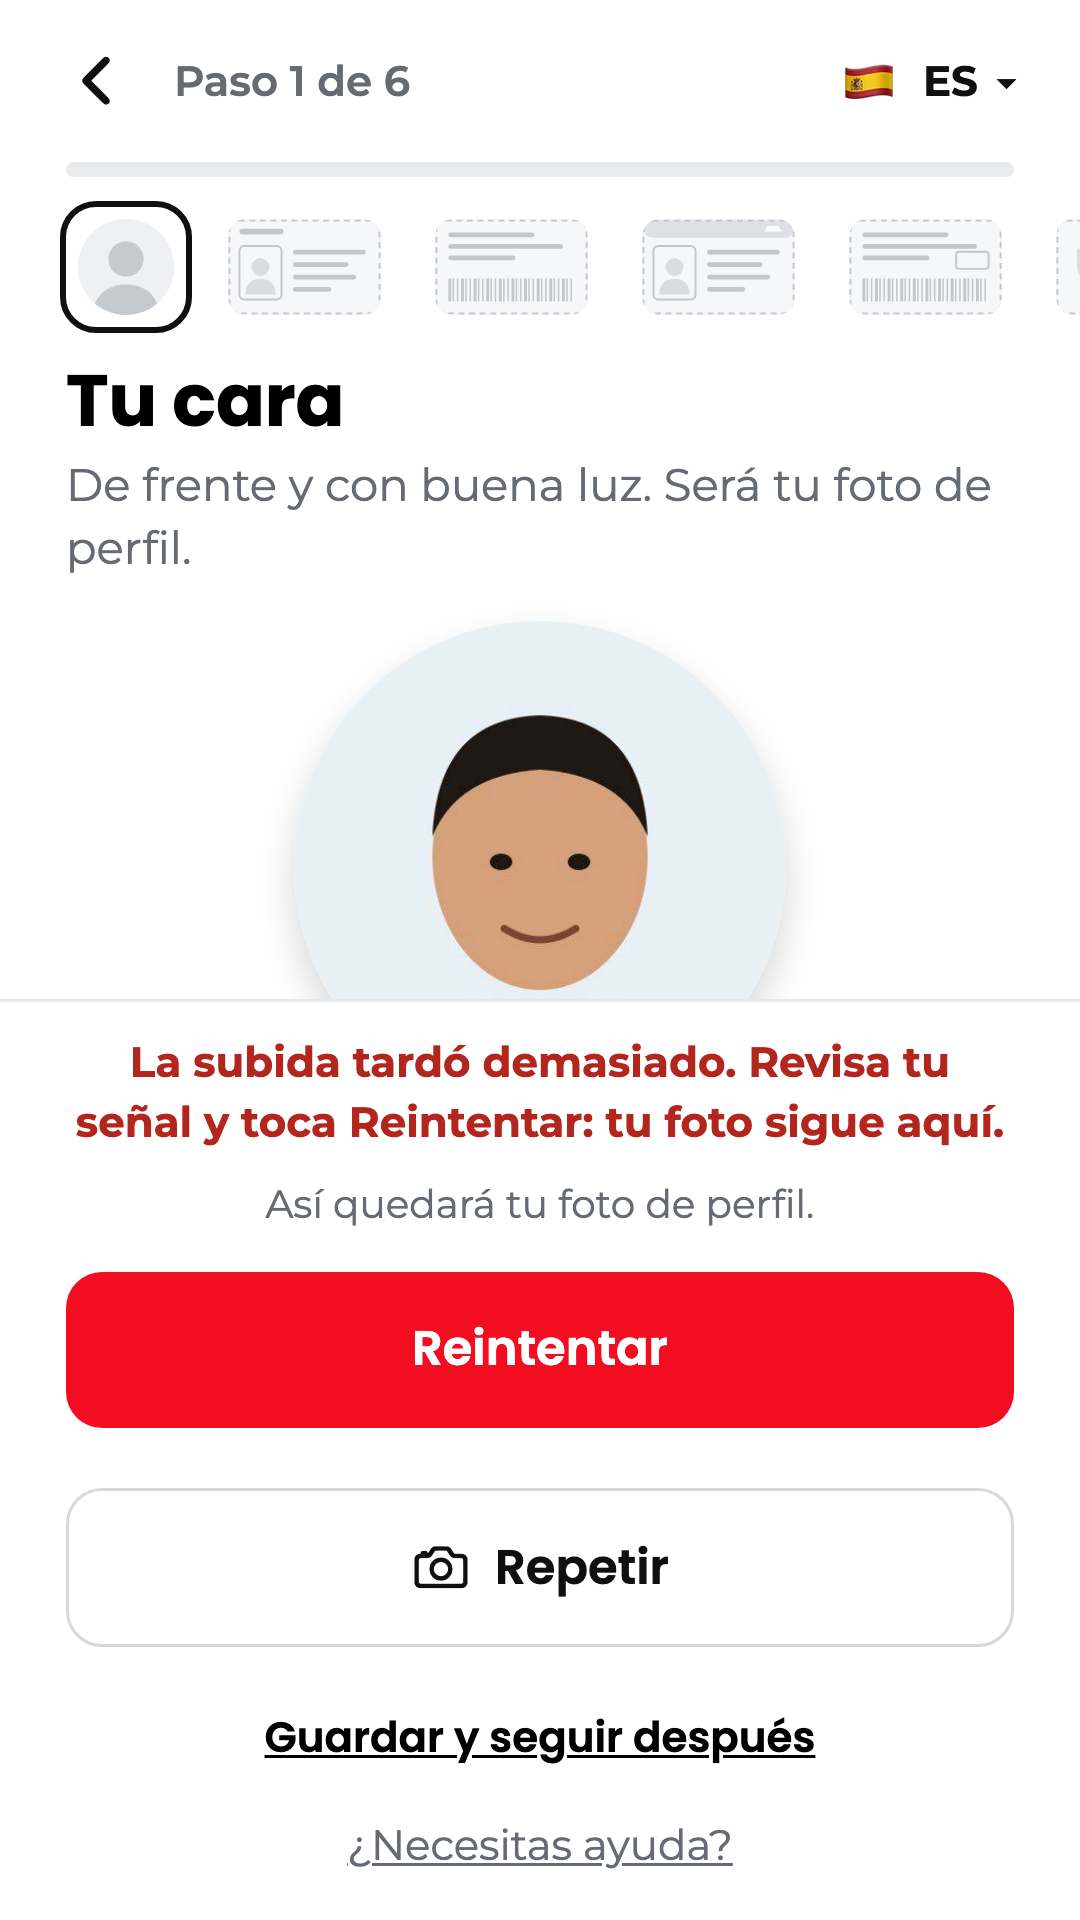 Paso 1 de 6
ES
Tu cara
De frente y con buena luz. Será tu foto de
perfil.
La subida tardó demasiado. Revisa tu
señal y toca Reintentar: tu foto sigue aquí.
Así quedará tu foto de perfil.
Reintentar
Repetir
Guardar y seguir después
¿Necesitas ayuda?